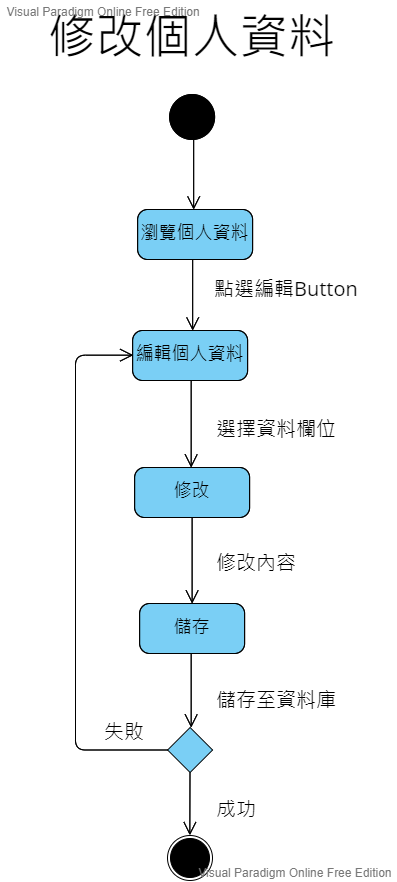 Visual Paradigm Online Free Edition
修改個人資料
瀏覽個人資料
點選編輯Button
編輯個人資料
選擇資料欄位
修改
修改內容
儲存
儲存至資料庫
失敗
成功
Visual Paradigm Online Free Edition